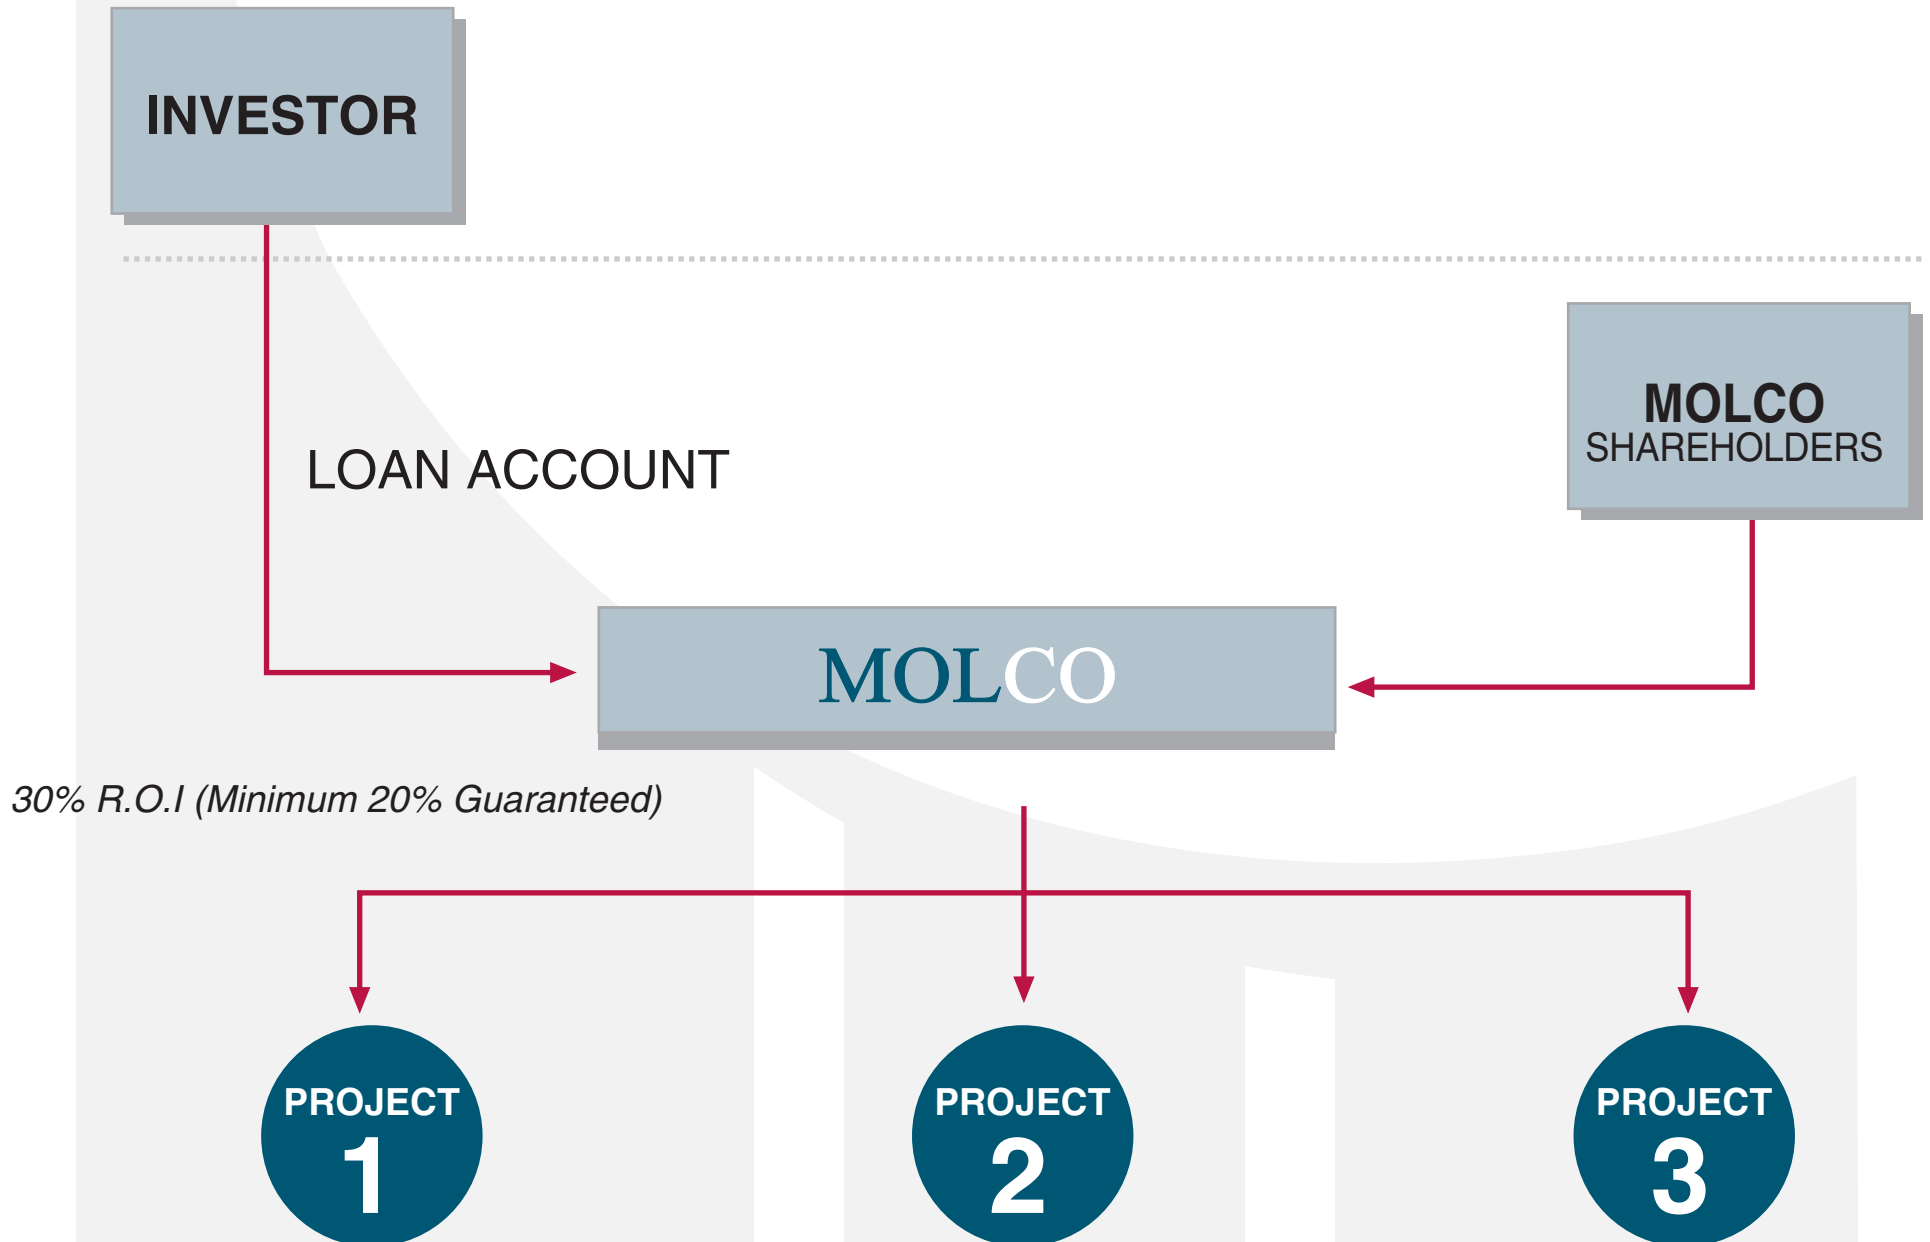 INVESTOR
MOLCO
SHAREHOLDERS
LOAN ACCOUNT
MOLCO
30% R.O.I (Minimum 20% Guaranteed)
PROJECT
1
PROJECT
2
PROJECT
3